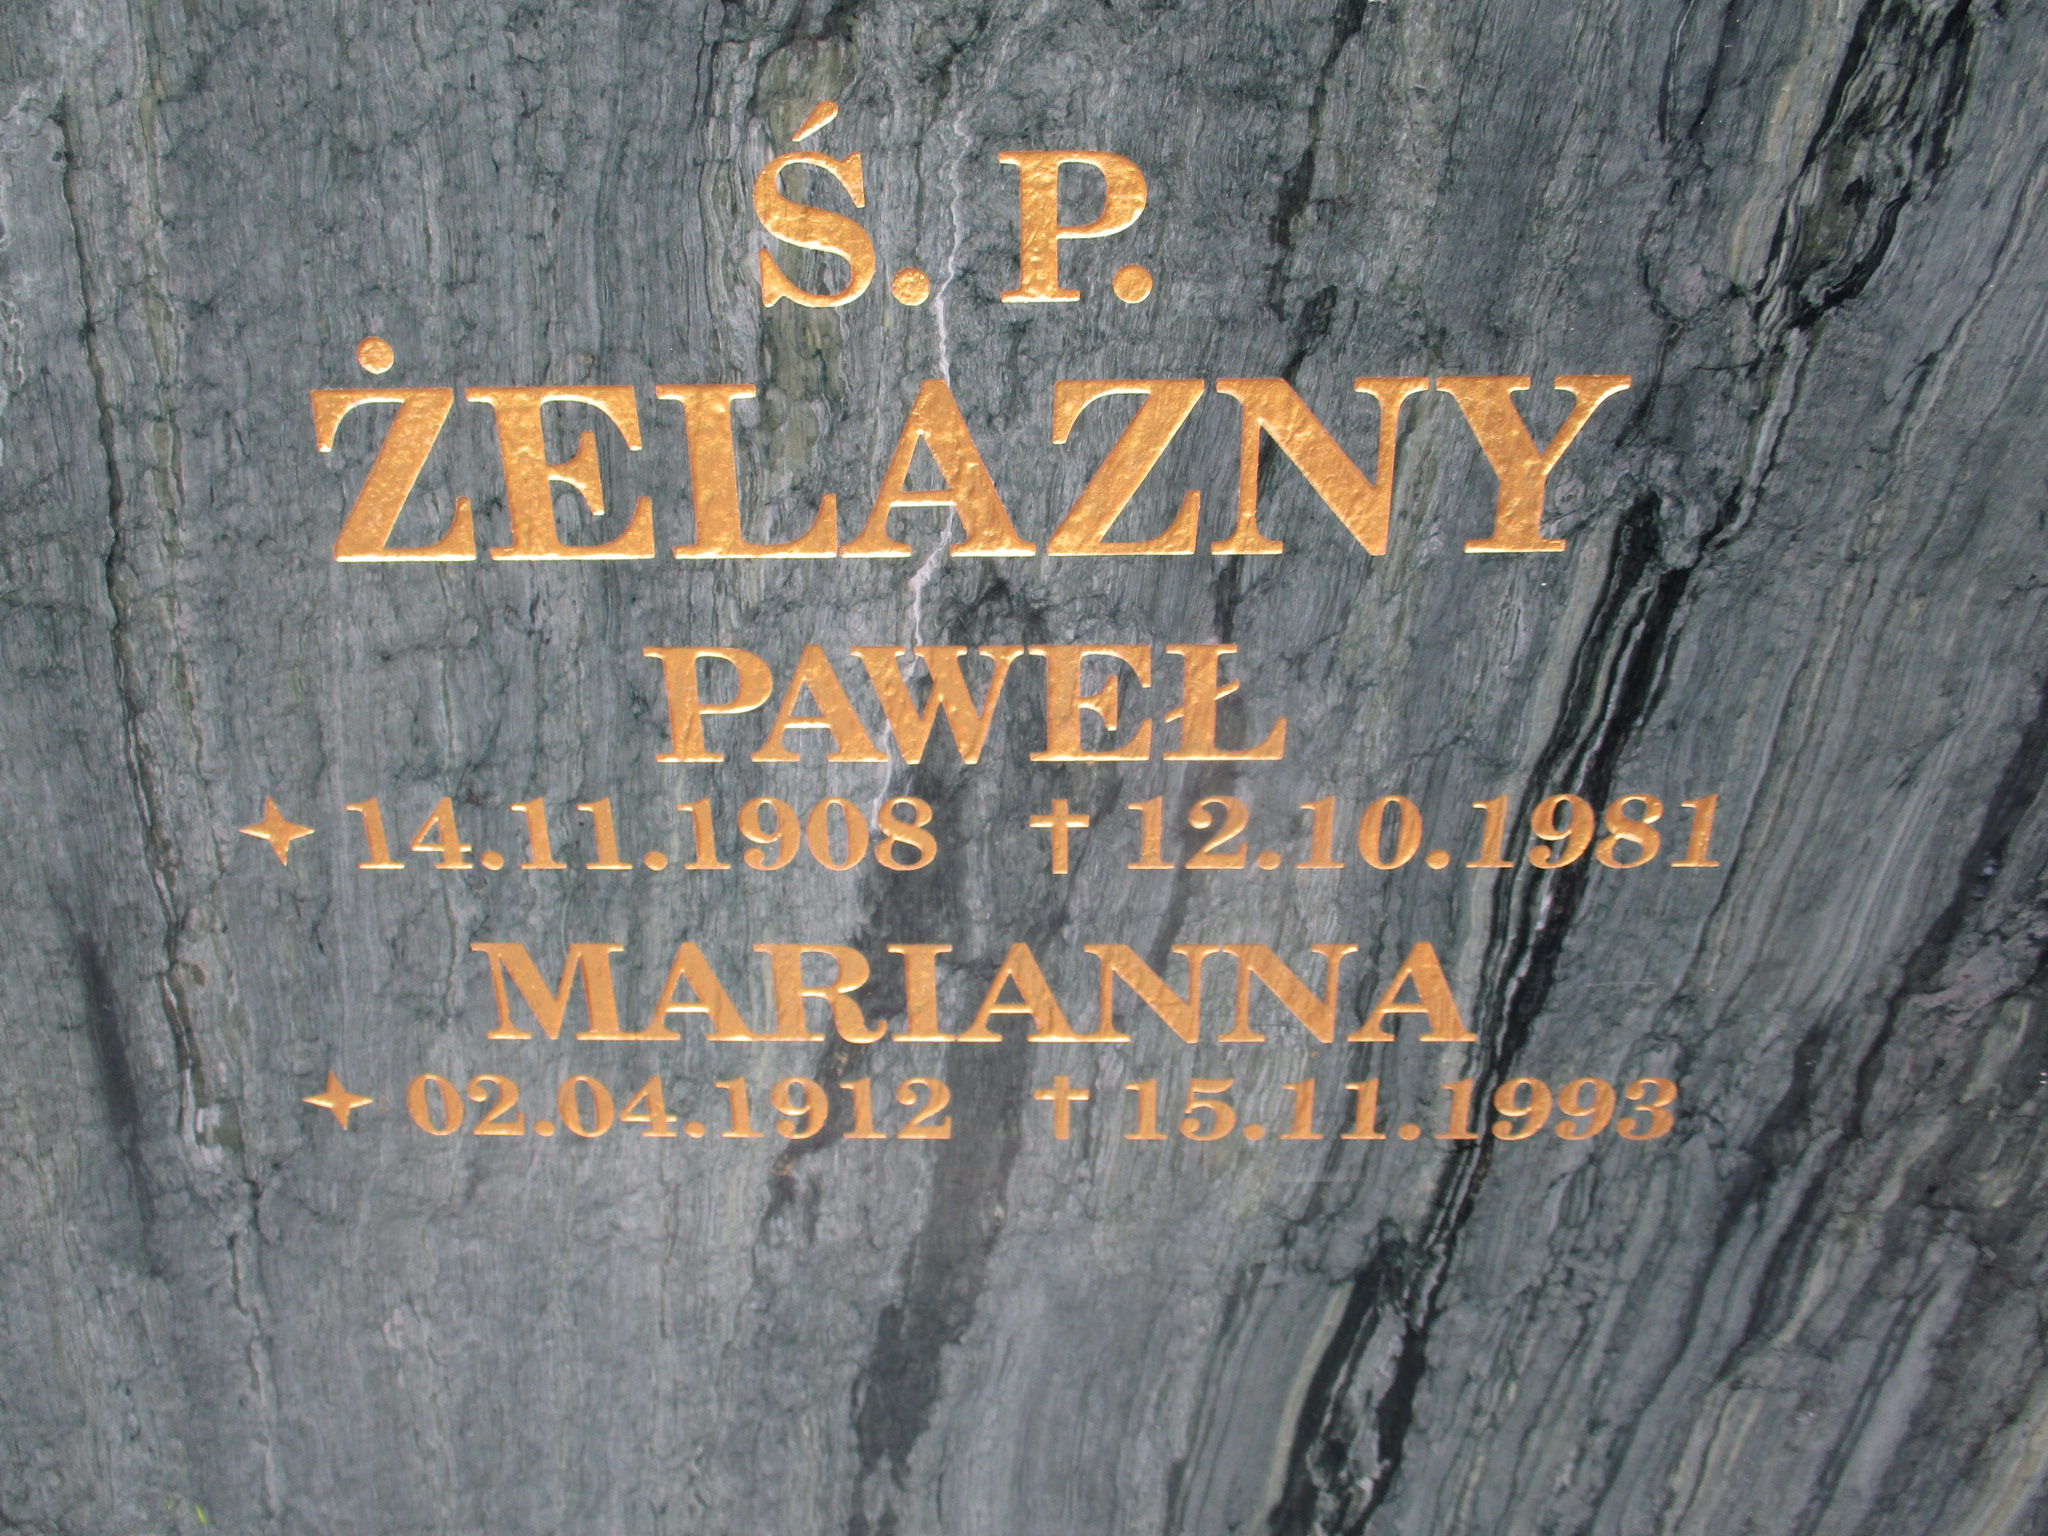 Ś. P.
ŻELAZNY
PAWEŁ
✦ 14.11.1908 ✝ 12.10.1981
MARIANNA
✦ 02.04.1912 ✝ 15.11.1993